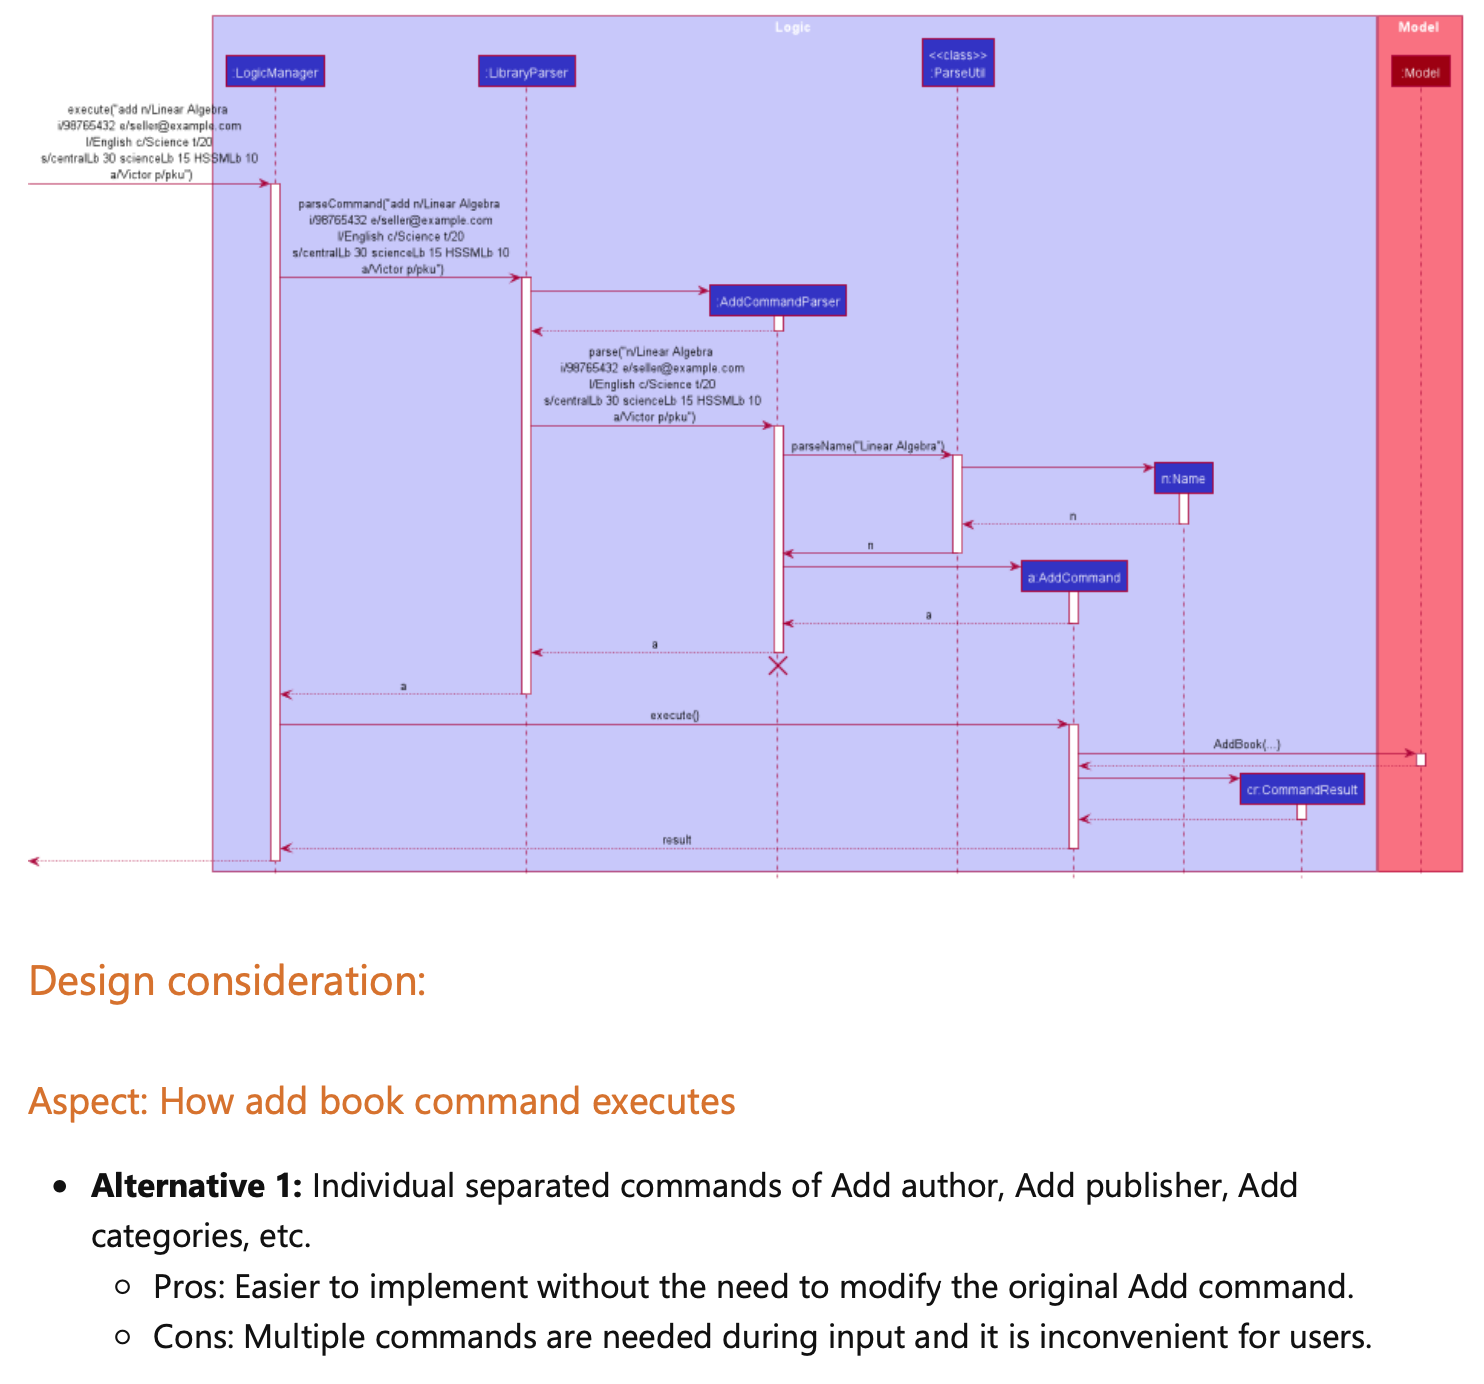 Logic
Model
:LogicManager
:LibraryParser
<<class>>
:ParseUtil
:Model
execute("add n/Linear Algebra
i/98765432 e/seller@example.com
l/English c/Science t/20
s/centralLb 30 scienceLb 15 HSSMLb 10
a/Victor p/pku")
parseCommand("add n/Linear Algebra
i/98765432 e/seller@example.com
l/English c/Science t/20
s/centralLb 30 scienceLb 15 HSSMLb 10
a/Victor p/pku")
:AddCommandParser
parse("n/Linear Algebra
i/98765432 e/seller@example.com
l/English c/Science t/20
s/centralLb 30 scienceLb 15 HSSMLb 10
a/Victor p/pku")
parseName("Linear Algebra")
n:Name
n
n
a:AddCommand
a
a
a
execute()
AddBook(...)
cr:CommandResult
result
Design consideration:
Aspect: How add book command executes
• Alternative 1: Individual separated commands of Add author, Add publisher, Add
categories, etc.
○ Pros: Easier to implement without the need to modify the original Add command.
○ Cons: Multiple commands are needed during input and it is inconvenient for users.